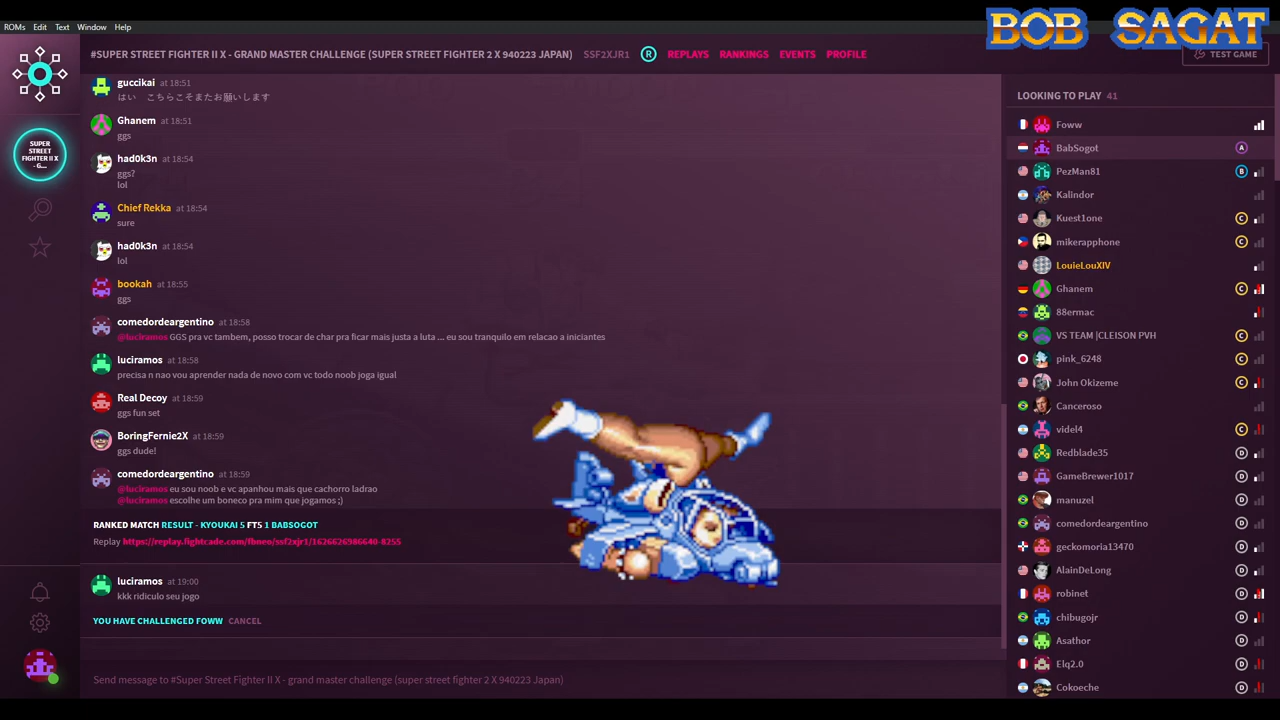 ROMs Edit Text Window Help
BOB SAGAT
#SUPER STREET FIGHTER II X - GRAND MASTER CHALLENGE (SUPER STREET FIGHTER 2 X 940223 JAPAN) SSF2XJR1 R REPLAYS RANKINGS EVENTS PROFILE
TEST GAME
SUPER
STREET
FIGHTER II X
- G...
guccikai at 18:51
はい　こちらこそまたお願いします
Ghanem at 18:51
ggs
had0k3n at 18:54
ggs?
lol
Chief Rekka at 18:54
sure
had0k3n at 18:54
lol
bookah at 18:55
ggs
comedordeargentino at 18:58
@luciramos GGS pra vc tambem, posso trocar de char pra ficar mais justa a luta ... eu sou tranquilo em relacao a iniciantes
luciramos at 18:58
precisa n nao vou aprender nada de novo com vc todo noob joga igual
Real Decoy at 18:59
ggs fun set
BoringFernie2X at 18:59
ggs dude!
comedordeargentino at 18:59
@luciramos eu sou noob e vc apanhou mais que cachorro ladrao
@luciramos escolhe um boneco pra mim que jogamos ;)
RANKED MATCH RESULT - KYOUKAI 5 FT5 1 BABSOGOT
Replay https://replay.fightcade.com/fbneo/ssf2xjr1/1626626986640-8255
luciramos at 19:00
kkk ridiculo seu jogo
YOU HAVE CHALLENGED FOWW CANCEL
Send message to #Super Street Fighter II X - grand master challenge (super street fighter 2 X 940223 Japan)
LOOKING TO PLAY 41
Foww
BabSogot A
PezMan81 B
Kalindor
Kuest1one C
mikerapphone C
LouieLouXIV
Ghanem C
88ermac
VS TEAM |CLEISON PVH C
pink_6248 C
John Okizeme C
Canceroso
videl4 C
Redblade35 D
GameBrewer1017 D
manuzel D
comedordeargentino D
geckomoria13470 D
AlainDeLong D
robinet D
chibugojr D
Asathor D
Elq2.0 D
Cokoeche D